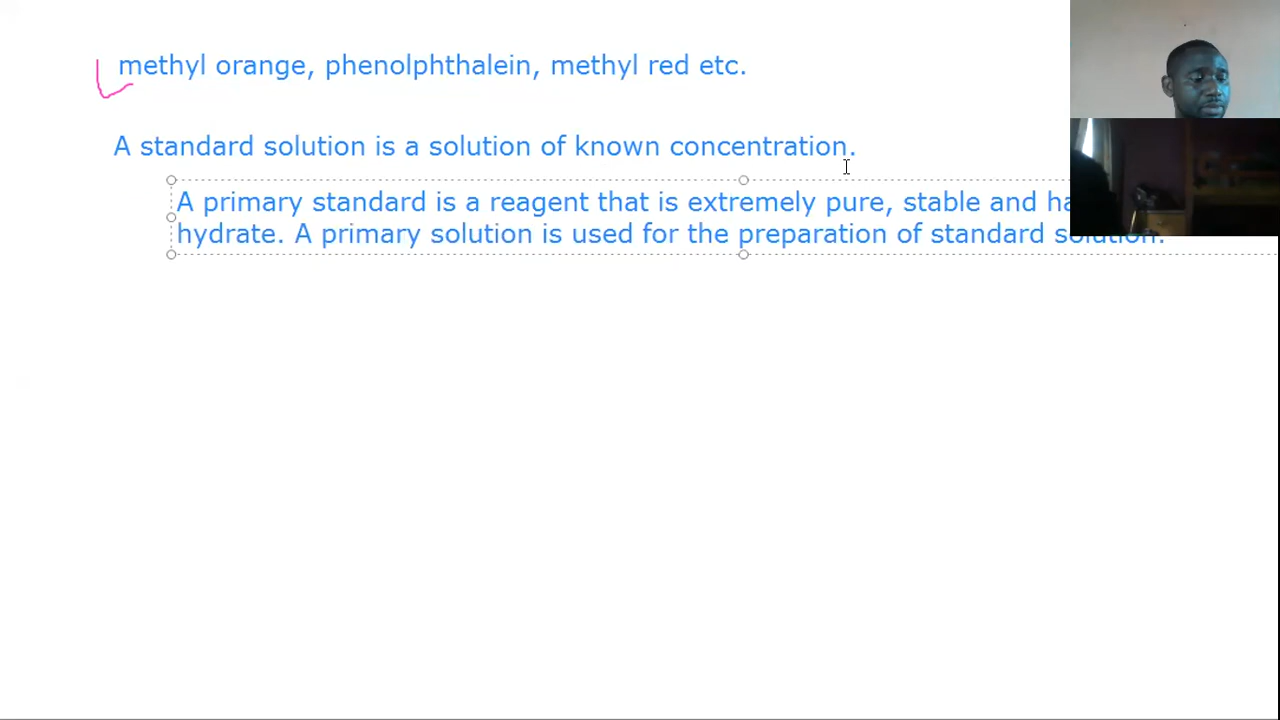 methyl orange, phenolphthalein, methyl red etc.
A standard solution is a solution of known concentration.
A primary standard is a reagent that is extremely pure, stable and
hydrate. A primary solution is used for the preparation of standard solution.